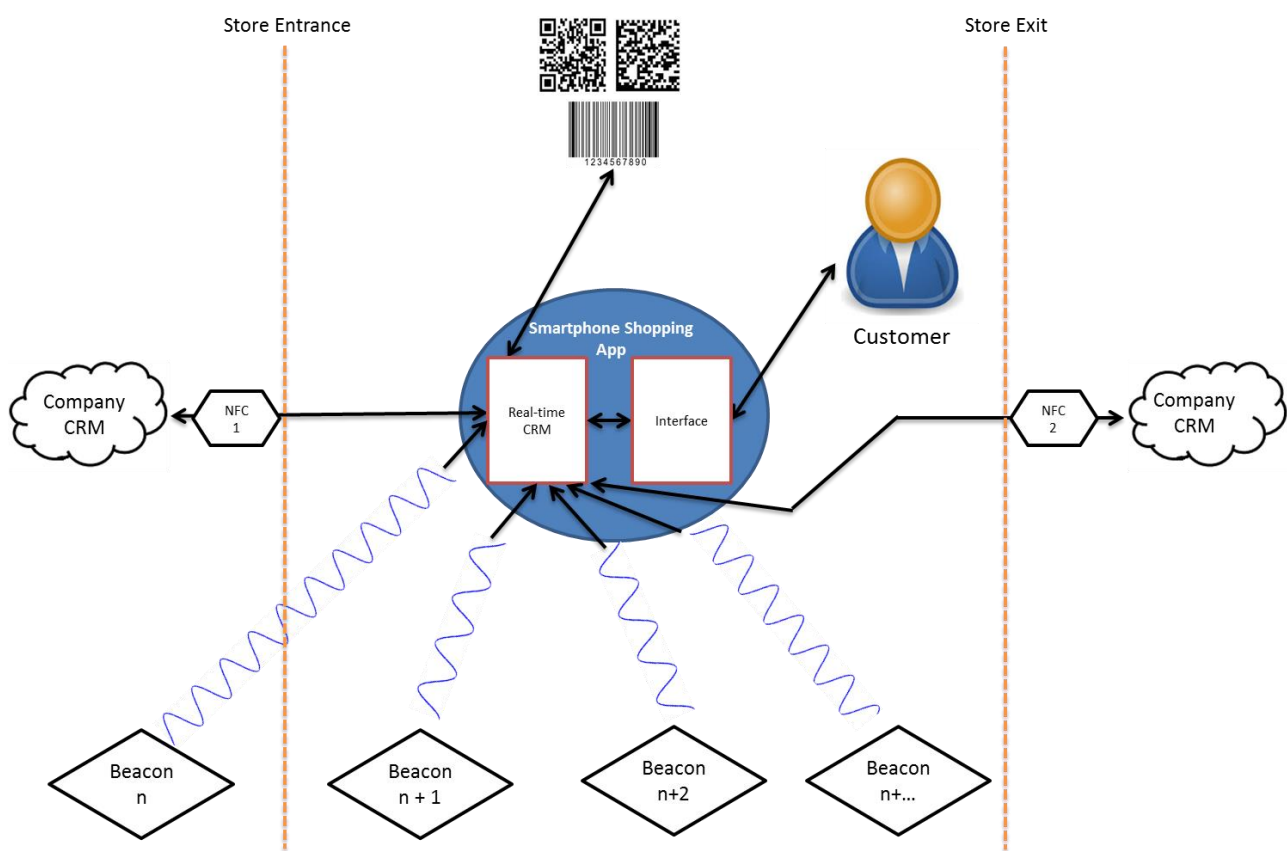 Store Entrance
Store Exit
1234567890
Customer
Smartphone Shopping
App
Company
CRM
NFC
1
Real-time
CRM
Interface
NFC
2
Company
CRM
Beacon
n
Beacon
n + 1
Beacon
n+2
Beacon
n+...